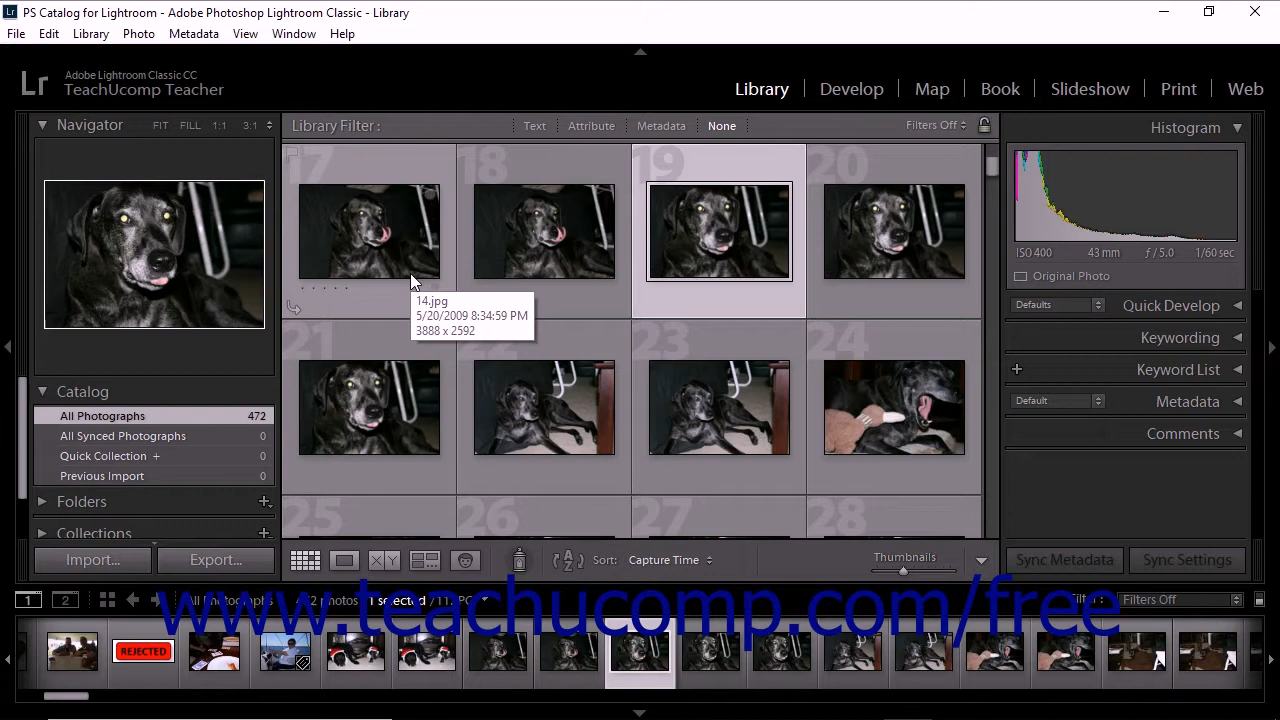 Lr PS Catalog for Lightroom - Adobe Photoshop Lightroom Classic - Library
File Edit Library Photo Metadata View Window Help
Lr Adobe Lightroom Classic CC
TeachUcomp Teacher
Library Develop Map Book Slideshow Print Web
Navigator FIT FILL 1:1 3:1
Library Filter : Text Attribute Metadata None Filters Off
Histogram
17 18 19 20
ISO 400 43 mm ƒ / 5.0 1/60 sec
Original Photo
14.jpg
5/20/2009 8:34:59 PM
3888 x 2592
Defaults Quick Develop
Keywording
Keyword List
Default Metadata
Comments
21 22 23 24
Catalog
All Photographs 472
All Synced Photographs 0
Quick Collection + 0
Previous Import 0
Folders
Collections
25 26 27 28
Import... Export...
X Y Sort: Capture Time Thumbnails
Sync Metadata Sync Settings
1 2 All Photographs 1 selected Filters Off
www.teachucomp.com/free
REJECTED